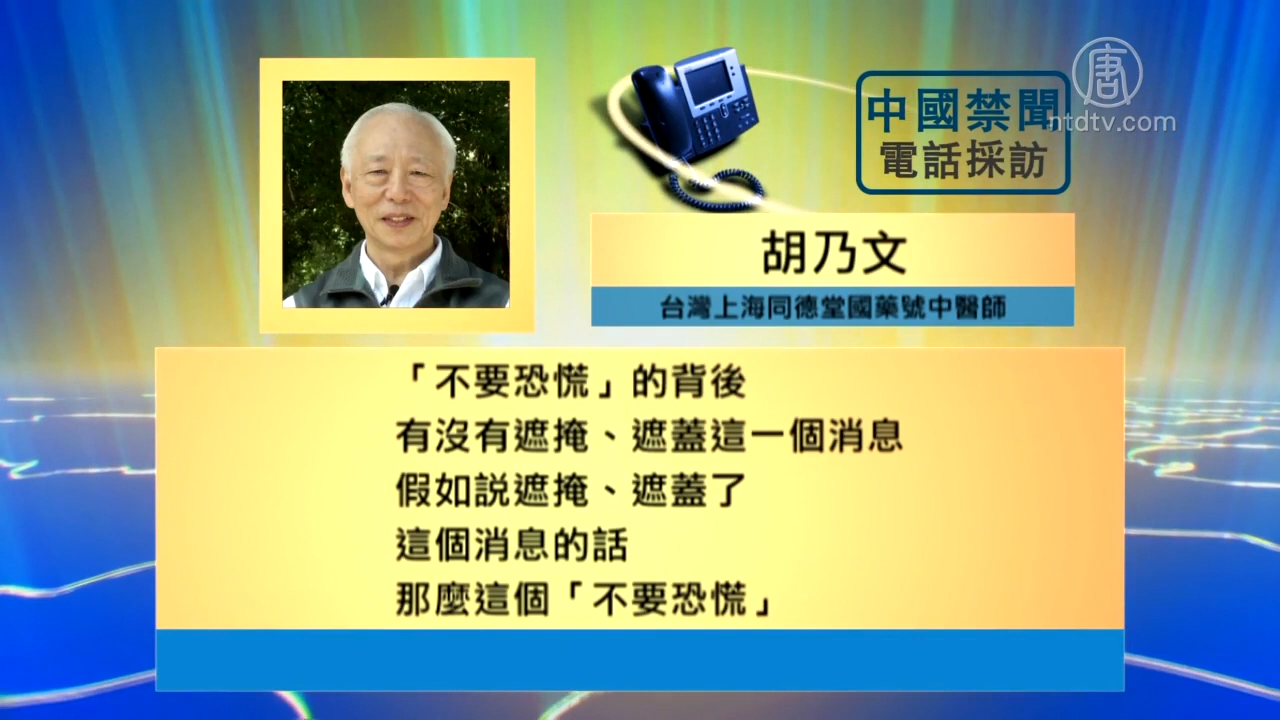 唐
ntdtv.com
中國禁聞
電話採訪
胡乃文
台灣上海同德堂國藥號中醫師
「不要恐慌」的背後
有沒有遮掩、遮蓋這一個消息
假如説遮掩、遮蓋了
這個消息的話
那麼這個「不要恐慌」